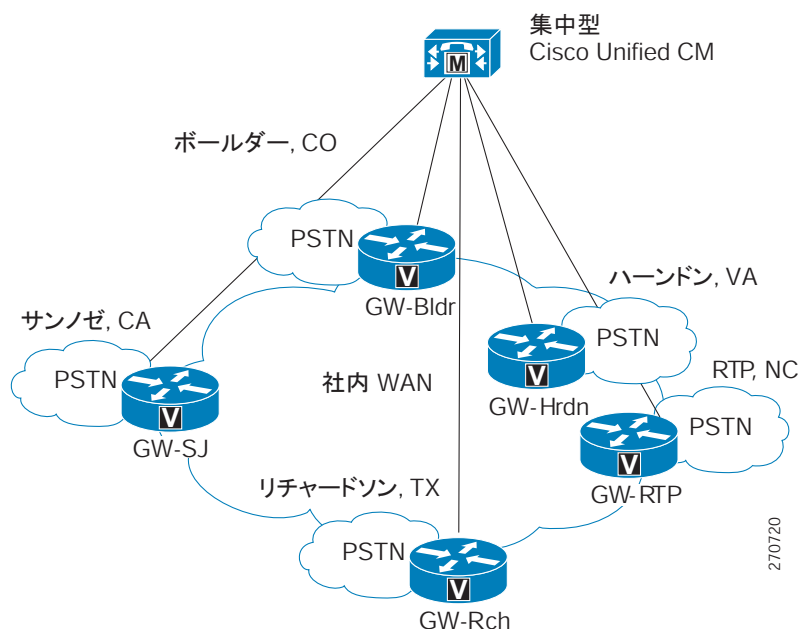 集中型
Cisco Unified CM
M
ボールダー, CO
PSTN
V
GW-Bldr
ハーンドン, VA
PSTN
V
GW-Hrdn
サンノゼ, CA
PSTN
V
GW-SJ
社内 WAN
RTP, NC
PSTN
V
GW-RTP
リチャードソン, TX
PSTN
V
GW-Rch
270720